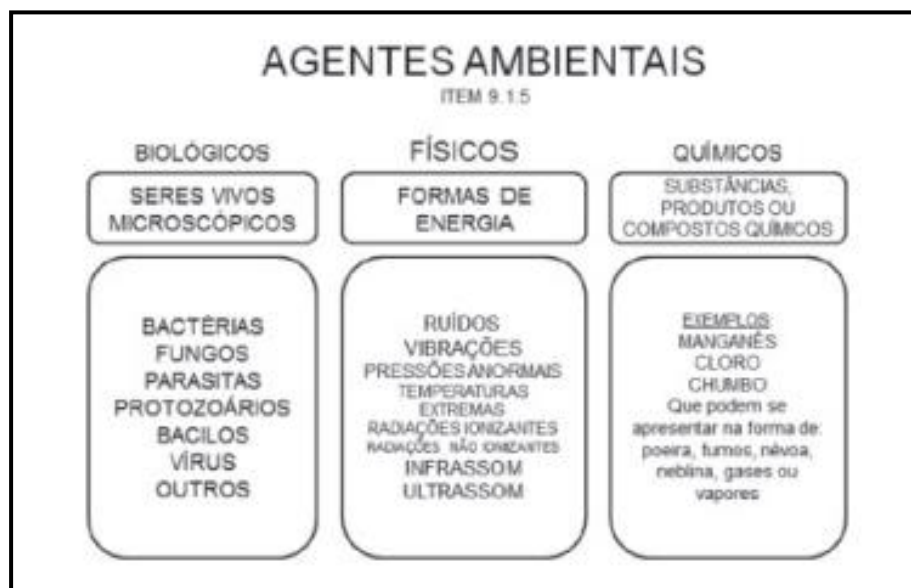 AGENTES AMBIENTAIS
ITEM 9.1.5
BIOLÓGICOS
SERES VIVOS
MICROSCÓPICOS
BACTÉRIAS
FUNGOS
PARASITAS
PROTOZOÁRIOS
BACILOS
VÍRUS
OUTROS
FÍSICOS
FORMAS DE
ENERGIA
RUÍDOS
VIBRAÇÕES
PRESSÕES ANORMAIS
TEMPERATURAS
EXTREMAS
RADIAÇÕES IONIZANTES
RADIAÇÕES NÃO IONIZANTES
INFRASSOM
ULTRASSOM
QUÍMICOS
SUBSTÂNCIAS,
PRODUTOS OU
COMPOSTOS QUÍMICOS
EXEMPLOS
MANGANÊS
CLORO
CHUMBO
Que podem se
apresentar na forma de:
poeira, fumos, névoa,
neblina, gases ou
vapores